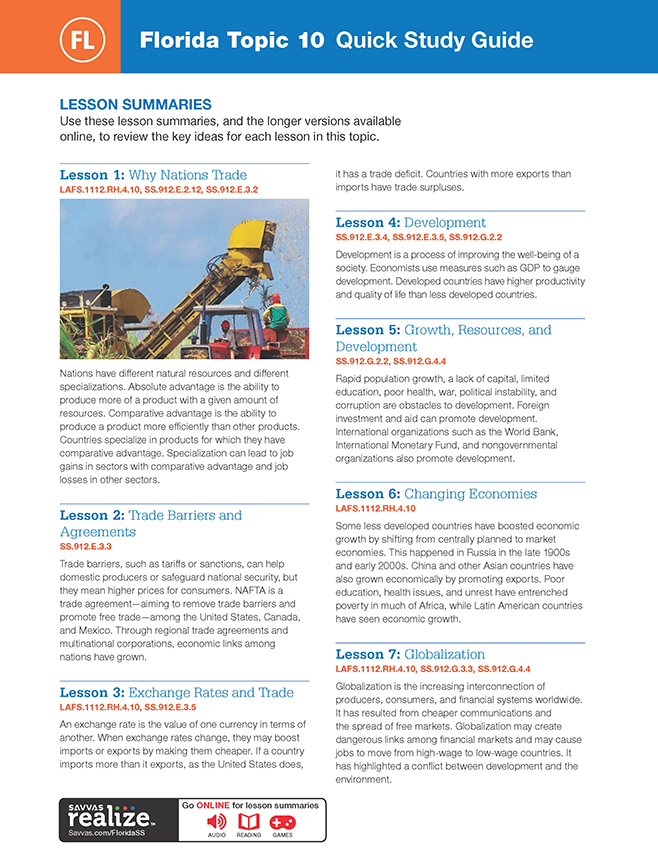 FL
Florida Topic 10 Quick Study Guide
LESSON SUMMARIES
Use these lesson summaries, and the longer versions available
online, to review the key ideas for each lesson in this topic.
Lesson 1: Why Nations Trade
LAFS.1112.RH.4.10, SS.912.E.2.12, SS.912.E.3.2
Nations have different natural resources and different
specializations. Absolute advantage is the ability to
produce more of a product with a given amount of
resources. Comparative advantage is the ability to
produce a product more efficiently than other products.
Countries specialize in products for which they have
comparative advantage. Specialization can lead to job
gains in sectors with comparative advantage and job
losses in other sectors.
Lesson 2: Trade Barriers and
Agreements
SS.912.E.3.3
Trade barriers, such as tariffs or sanctions, can help
domestic producers or safeguard national security, but
they mean higher prices for consumers. NAFTA is a
trade agreement—aiming to remove trade barriers and
promote free trade—among the United States, Canada,
and Mexico. Through regional trade agreements and
multinational corporations, economic links among
nations have grown.
Lesson 3: Exchange Rates and Trade
LAFS.1112.RH.4.10, SS.912.E.3.5
An exchange rate is the value of one currency in terms of
another. When exchange rates change, they may boost
imports or exports by making them cheaper. If a country
imports more than it exports, as the United States does,
it has a trade deficit. Countries with more exports than
imports have trade surpluses.
Lesson 4: Development
SS.912.E.3.4, SS.912.E.3.5, SS.912.G.2.2
Development is a process of improving the well-being of a
society. Economists use measures such as GDP to gauge
development. Developed countries have higher productivity
and quality of life than less developed countries.
Lesson 5: Growth, Resources, and
Development
SS.912.G.2.2, SS.912.G.4.4
Rapid population growth, a lack of capital, limited
education, poor health, war, political instability, and
corruption are obstacles to development. Foreign
investment and aid can promote development.
International organizations such as the World Bank,
International Monetary Fund, and nongovernmental
organizations also promote development.
Lesson 6: Changing Economies
LAFS.1112.RH.4.10
Some less developed countries have boosted economic
growth by shifting from centrally planned to market
economies. This happened in Russia in the late 1900s
and early 2000s. China and other Asian countries have
also grown economically by promoting exports. Poor
education, health issues, and unrest have entrenched
poverty in much of Africa, while Latin American countries
have seen economic growth.
Lesson 7: Globalization
LAFS.1112.RH.4.10, SS.912.G.3.3, SS.912.G.4.4
Globalization is the increasing interconnection of
producers, consumers, and financial systems worldwide.
It has resulted from cheaper communications and
the spread of free markets. Globalization may create
dangerous links among financial markets and may cause
jobs to move from high-wage to low-wage countries. It
has highlighted a conflict between development and the
environment.
SAVVAS
realize™
Savvas.com/FloridaSS
Go ONLINE for lesson summaries
AUDIO READING GAMES